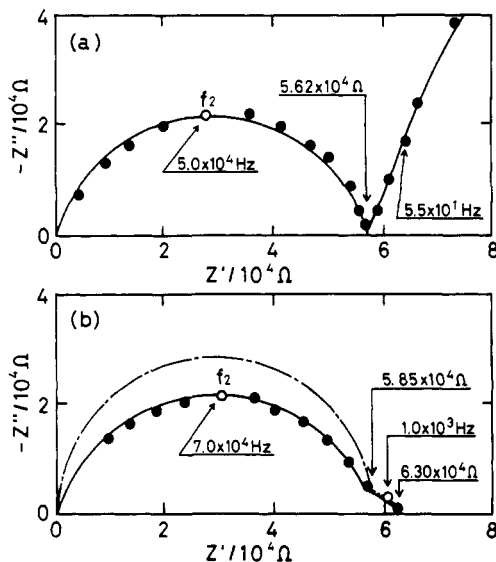 (a)
-Z″/10⁴Ω
4
2
0
f₂
5.0x10⁴Hz
5.62x10⁴Ω
5.5x10¹Hz
0 2 4 6 8
Z′/10⁴Ω
(b)
-Z″/10⁴Ω
4
2
0
f₂
7.0x10⁴Hz
5.85x10⁴Ω
1.0x10³Hz
6.30x10⁴Ω
0 2 4 6 8
Z′/10⁴Ω